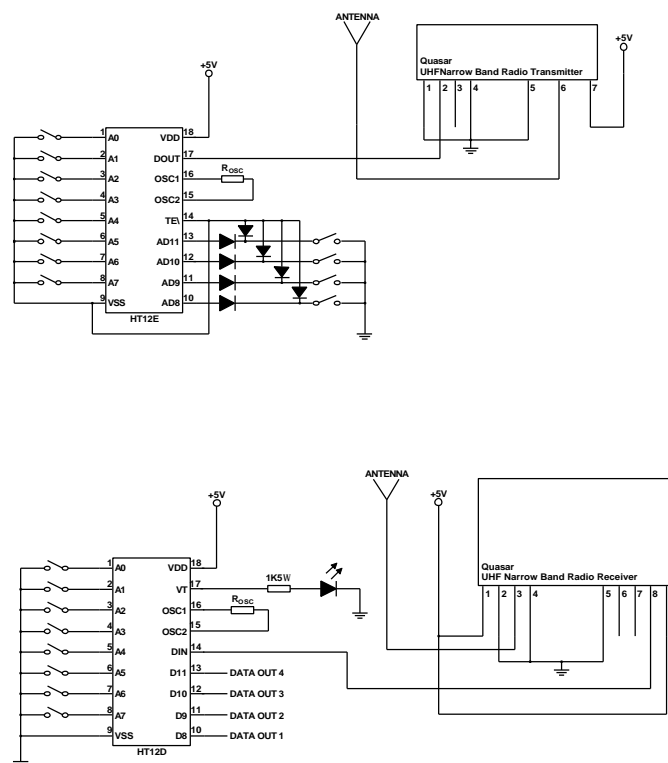 ANTENNA
+5V
Quasar
UHFNarrow Band Radio Transmitter
1 2 3 4 5 6 7
+5V
1 A0 VDD 18
2 A1 DOUT 17
3 A2 OSC1 16 ROSC
4 A3 OSC2 15
5 A4 TE\ 14
6 A5 AD11 13
7 A6 AD10 12
8 A7 AD9 11
9 VSS AD8 10
HT12E
ANTENNA
+5V
+5V
Quasar
UHF Narrow Band Radio Receiver
1 2 3 4 5 6 7 8
1 A0 VDD 18
2 A1 VT 17 1K5W
3 A2 OSC1 16 ROSC
4 A3 OSC2 15
5 A4 DIN 14
6 A5 D11 13 DATA OUT 4
7 A6 D10 12 DATA OUT 3
8 A7 D9 11 DATA OUT 2
9 VSS D8 10 DATA OUT 1
HT12D